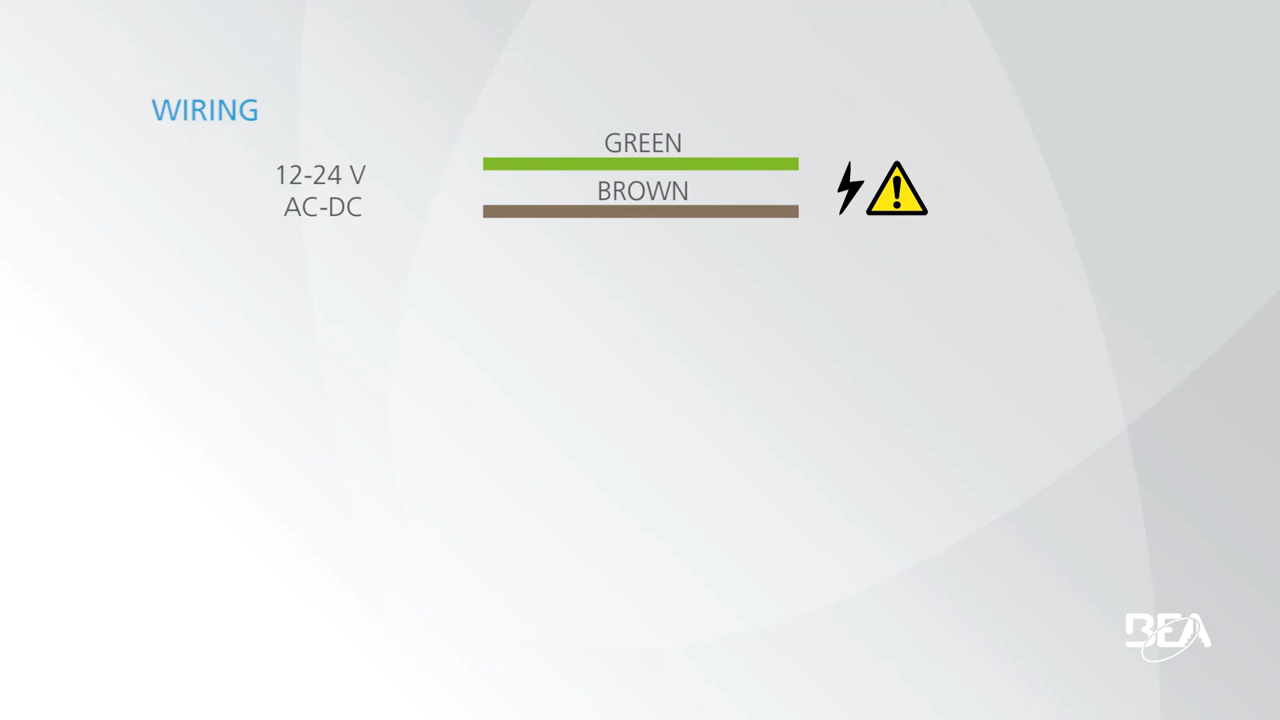 WIRING
GREEN
12-24 V
BROWN
AC-DC
BEA